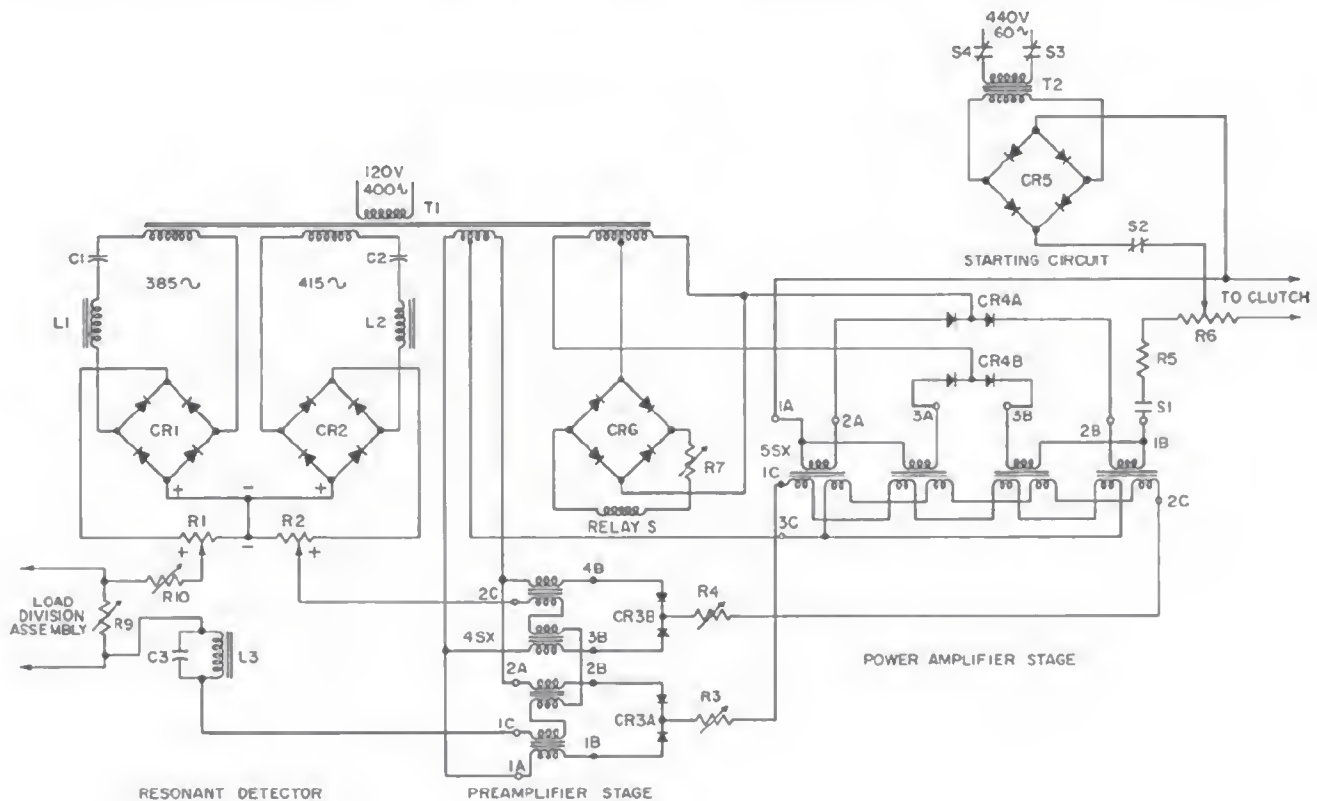 440V
60~
S4
S3
T2
CR5
S2
STARTING CIRCUIT
120V
400~
T1
C1
385~
L1
415~
C2
L2
CR1
CR2
+
-
+
R1
-
R2
+
+
R10
LOAD
DIVISION
ASSEMBLY
R9
C3
L3
CR6
R7
RELAY S
CR4A
CR4B
TO CLUTCH
R6
R5
S1
1A
2A
3A
3B
2B
1B
5SX
1C
3C
2C
2C
4B
CR3B
R4
4SX
3B
2A
2B
R3
1C
CR3A
1B
1A
POWER AMPLIFIER STAGE
RESONANT DETECTOR
PREAMPLIFIER STAGE